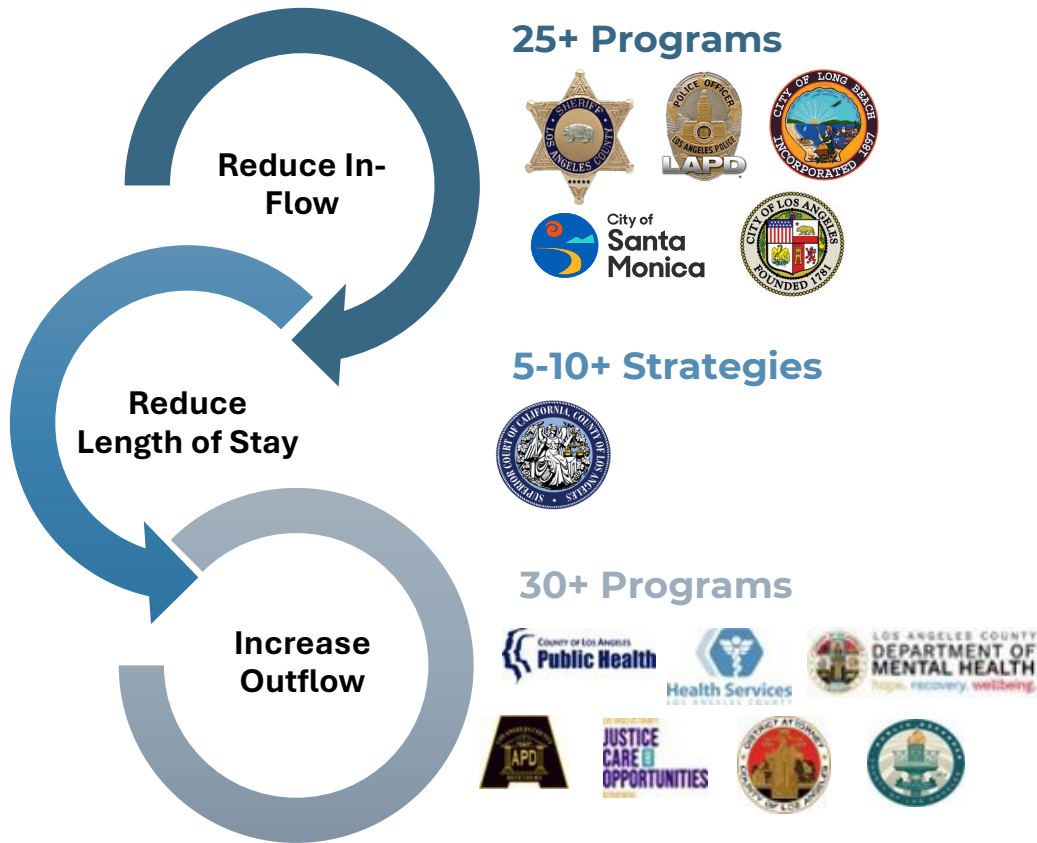 25+ Programs
Reduce In-
Flow
SHERIFF
LOS ANGELES COUNTY
POLICE OFFICER
LOS ANGELES POLICE
LAPD
CITY OF LONG BEACH
INCORPORATED 1897
City of
Santa
Monica
CITY OF LOS ANGELES
FOUNDED 1781
5-10+ Strategies
Reduce
Length of Stay
SUPERIOR COURT OF CALIFORNIA, COUNTY OF LOS ANGELES
30+ Programs
Increase
Outflow
COUNTY OF LOS ANGELES
Public Health
Health Services
LOS ANGELES COUNTY
LOS ANGELES COUNTY
DEPARTMENT OF
MENTAL HEALTH
hope. recovery. wellbeing.
APD
JUSTICE
CARE
OPPORTUNITIES
DISTRICT ATTORNEY
COUNTY OF LOS ANGELES
PUBLIC DEFENDER